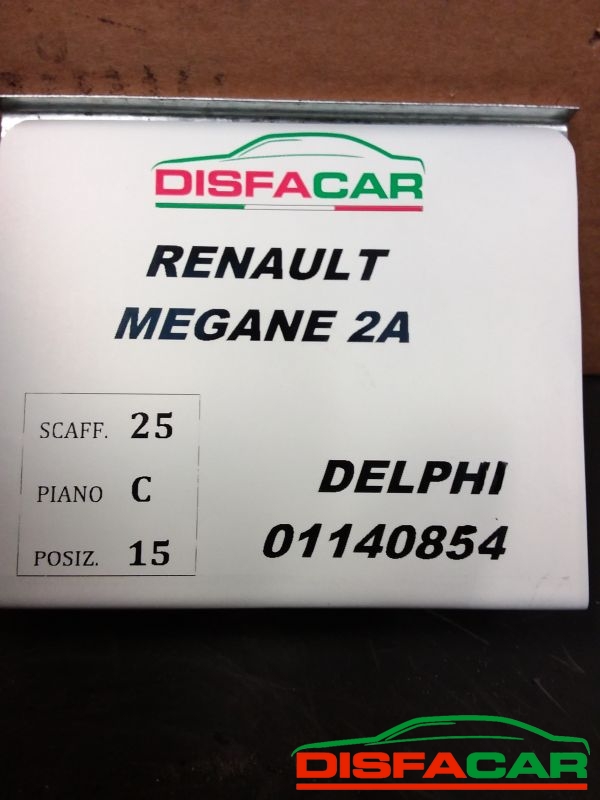 DISFACAR
RENAULT
MEGANE 2A
SCAFF. 25
PIANO C
POSIZ. 15
DELPHI
01140854
DISFACAR